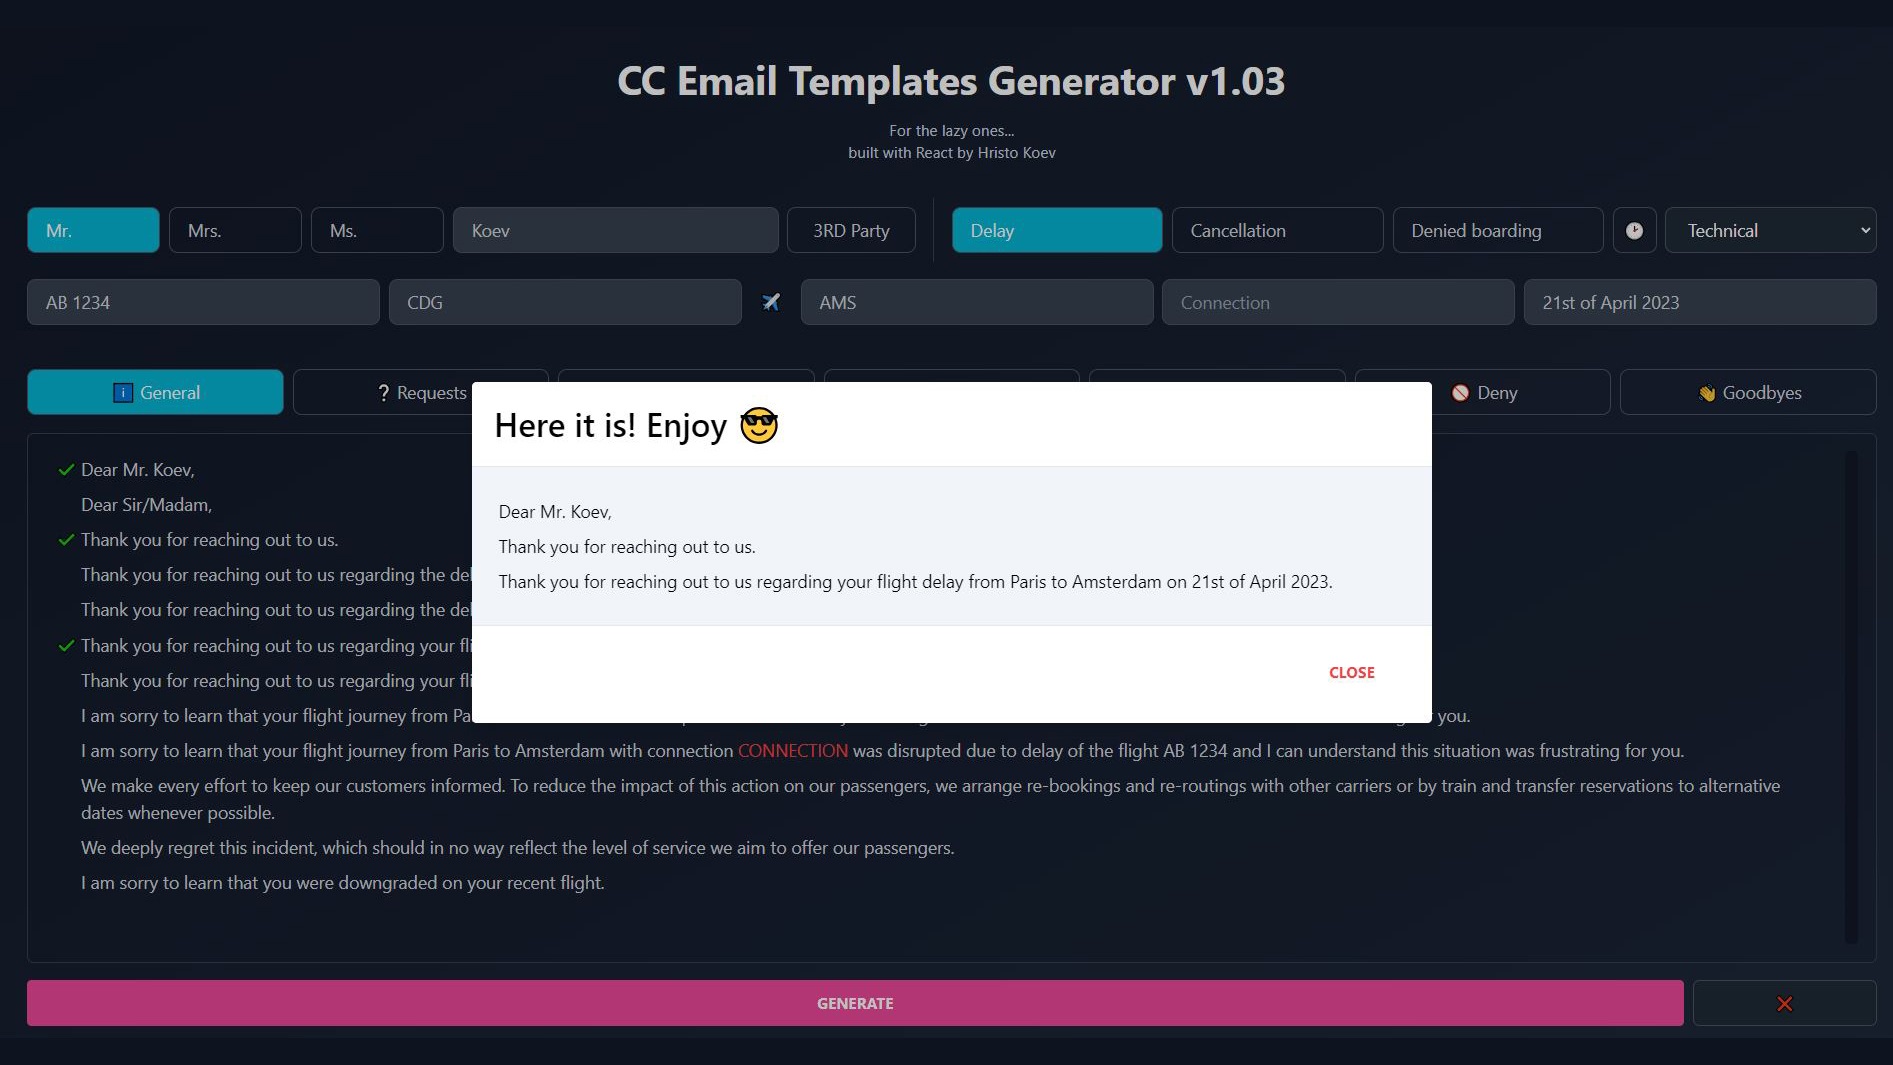 CC Email Templates Generator v1.03
For the lazy ones...
built with React by Hristo Koev
Mr.
Mrs.
Ms.
Koev
3RD Party
Delay
Cancellation
Denied boarding
Technical
AB 1234
CDG
AMS
Connection
21st of April 2023
General
? Requests
Deny
Goodbyes
Here it is! Enjoy
Dear Mr. Koev,
Thank you for reaching out to us.
Thank you for reaching out to us regarding your flight delay from Paris to Amsterdam on 21st of April 2023.
CLOSE
Dear Mr. Koev,
Dear Sir/Madam,
Thank you for reaching out to us.
Thank you for reaching out to us regarding the
Thank you for reaching out to us regarding the
Thank you for reaching out to us regarding your
Thank you for reaching out to us regarding your
I am sorry to learn that your flight journey from you.
I am sorry to learn that your flight journey from Paris to Amsterdam with connection CONNECTION was disrupted due to delay of the flight AB 1234 and I can understand this situation was frustrating for you.
We make every effort to keep our customers informed. To reduce the impact of this action on our passengers, we arrange re-bookings and re-routings with other carriers or by train and transfer reservations to alternative
dates whenever possible.
We deeply regret this incident, which should in no way reflect the level of service we aim to offer our passengers.
I am sorry to learn that you were downgraded on your recent flight.
GENERATE